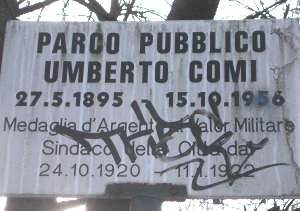 PARCO PUBBLICO
UMBERTO COMI
27.5.1895 15.10.1956
Medaglia d'Argento Valor Militare
Sindaco della
24.10.1920 11.1.1922